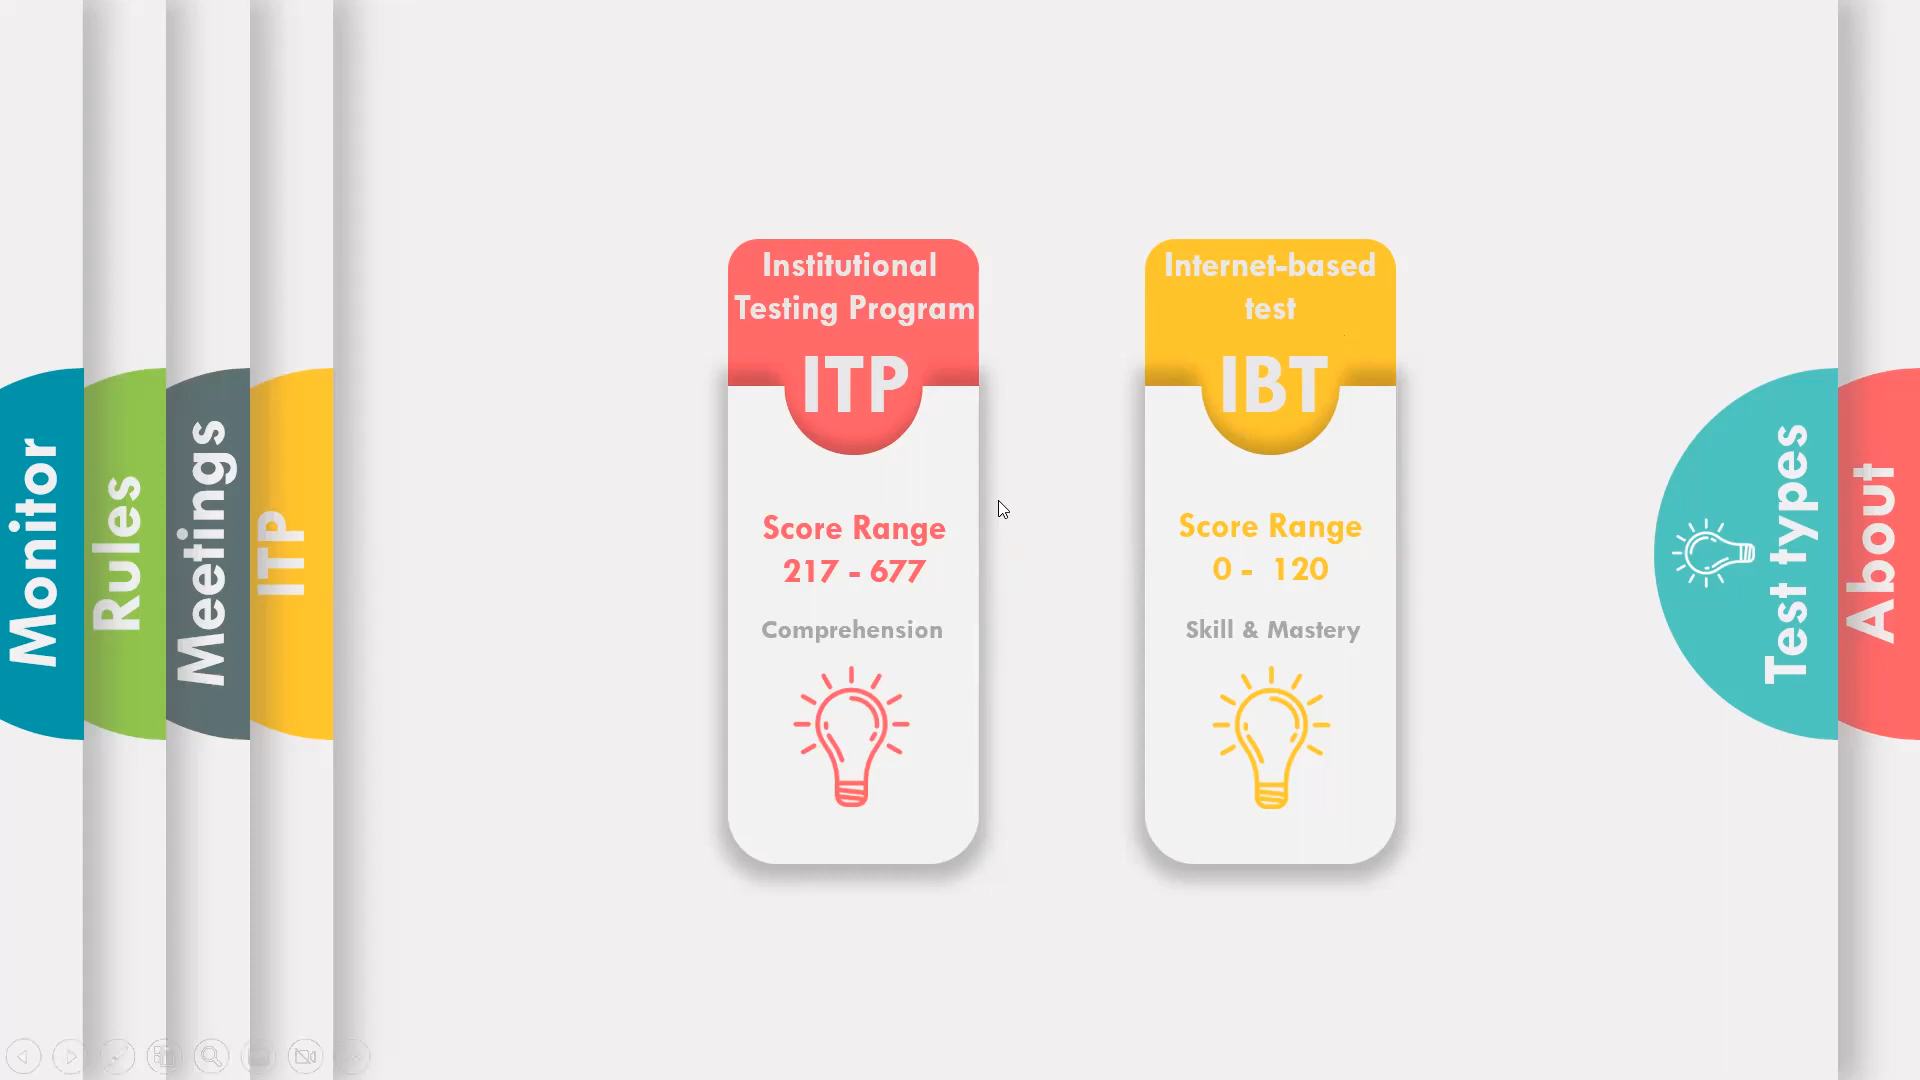 Monitor
Rules
Meetings
ITP
Institutional
Testing Program
ITP
Score Range
217 - 677
Comprehension
Internet-based
test
IBT
Score Range
0 - 120
Skill & Mastery
Test types
About